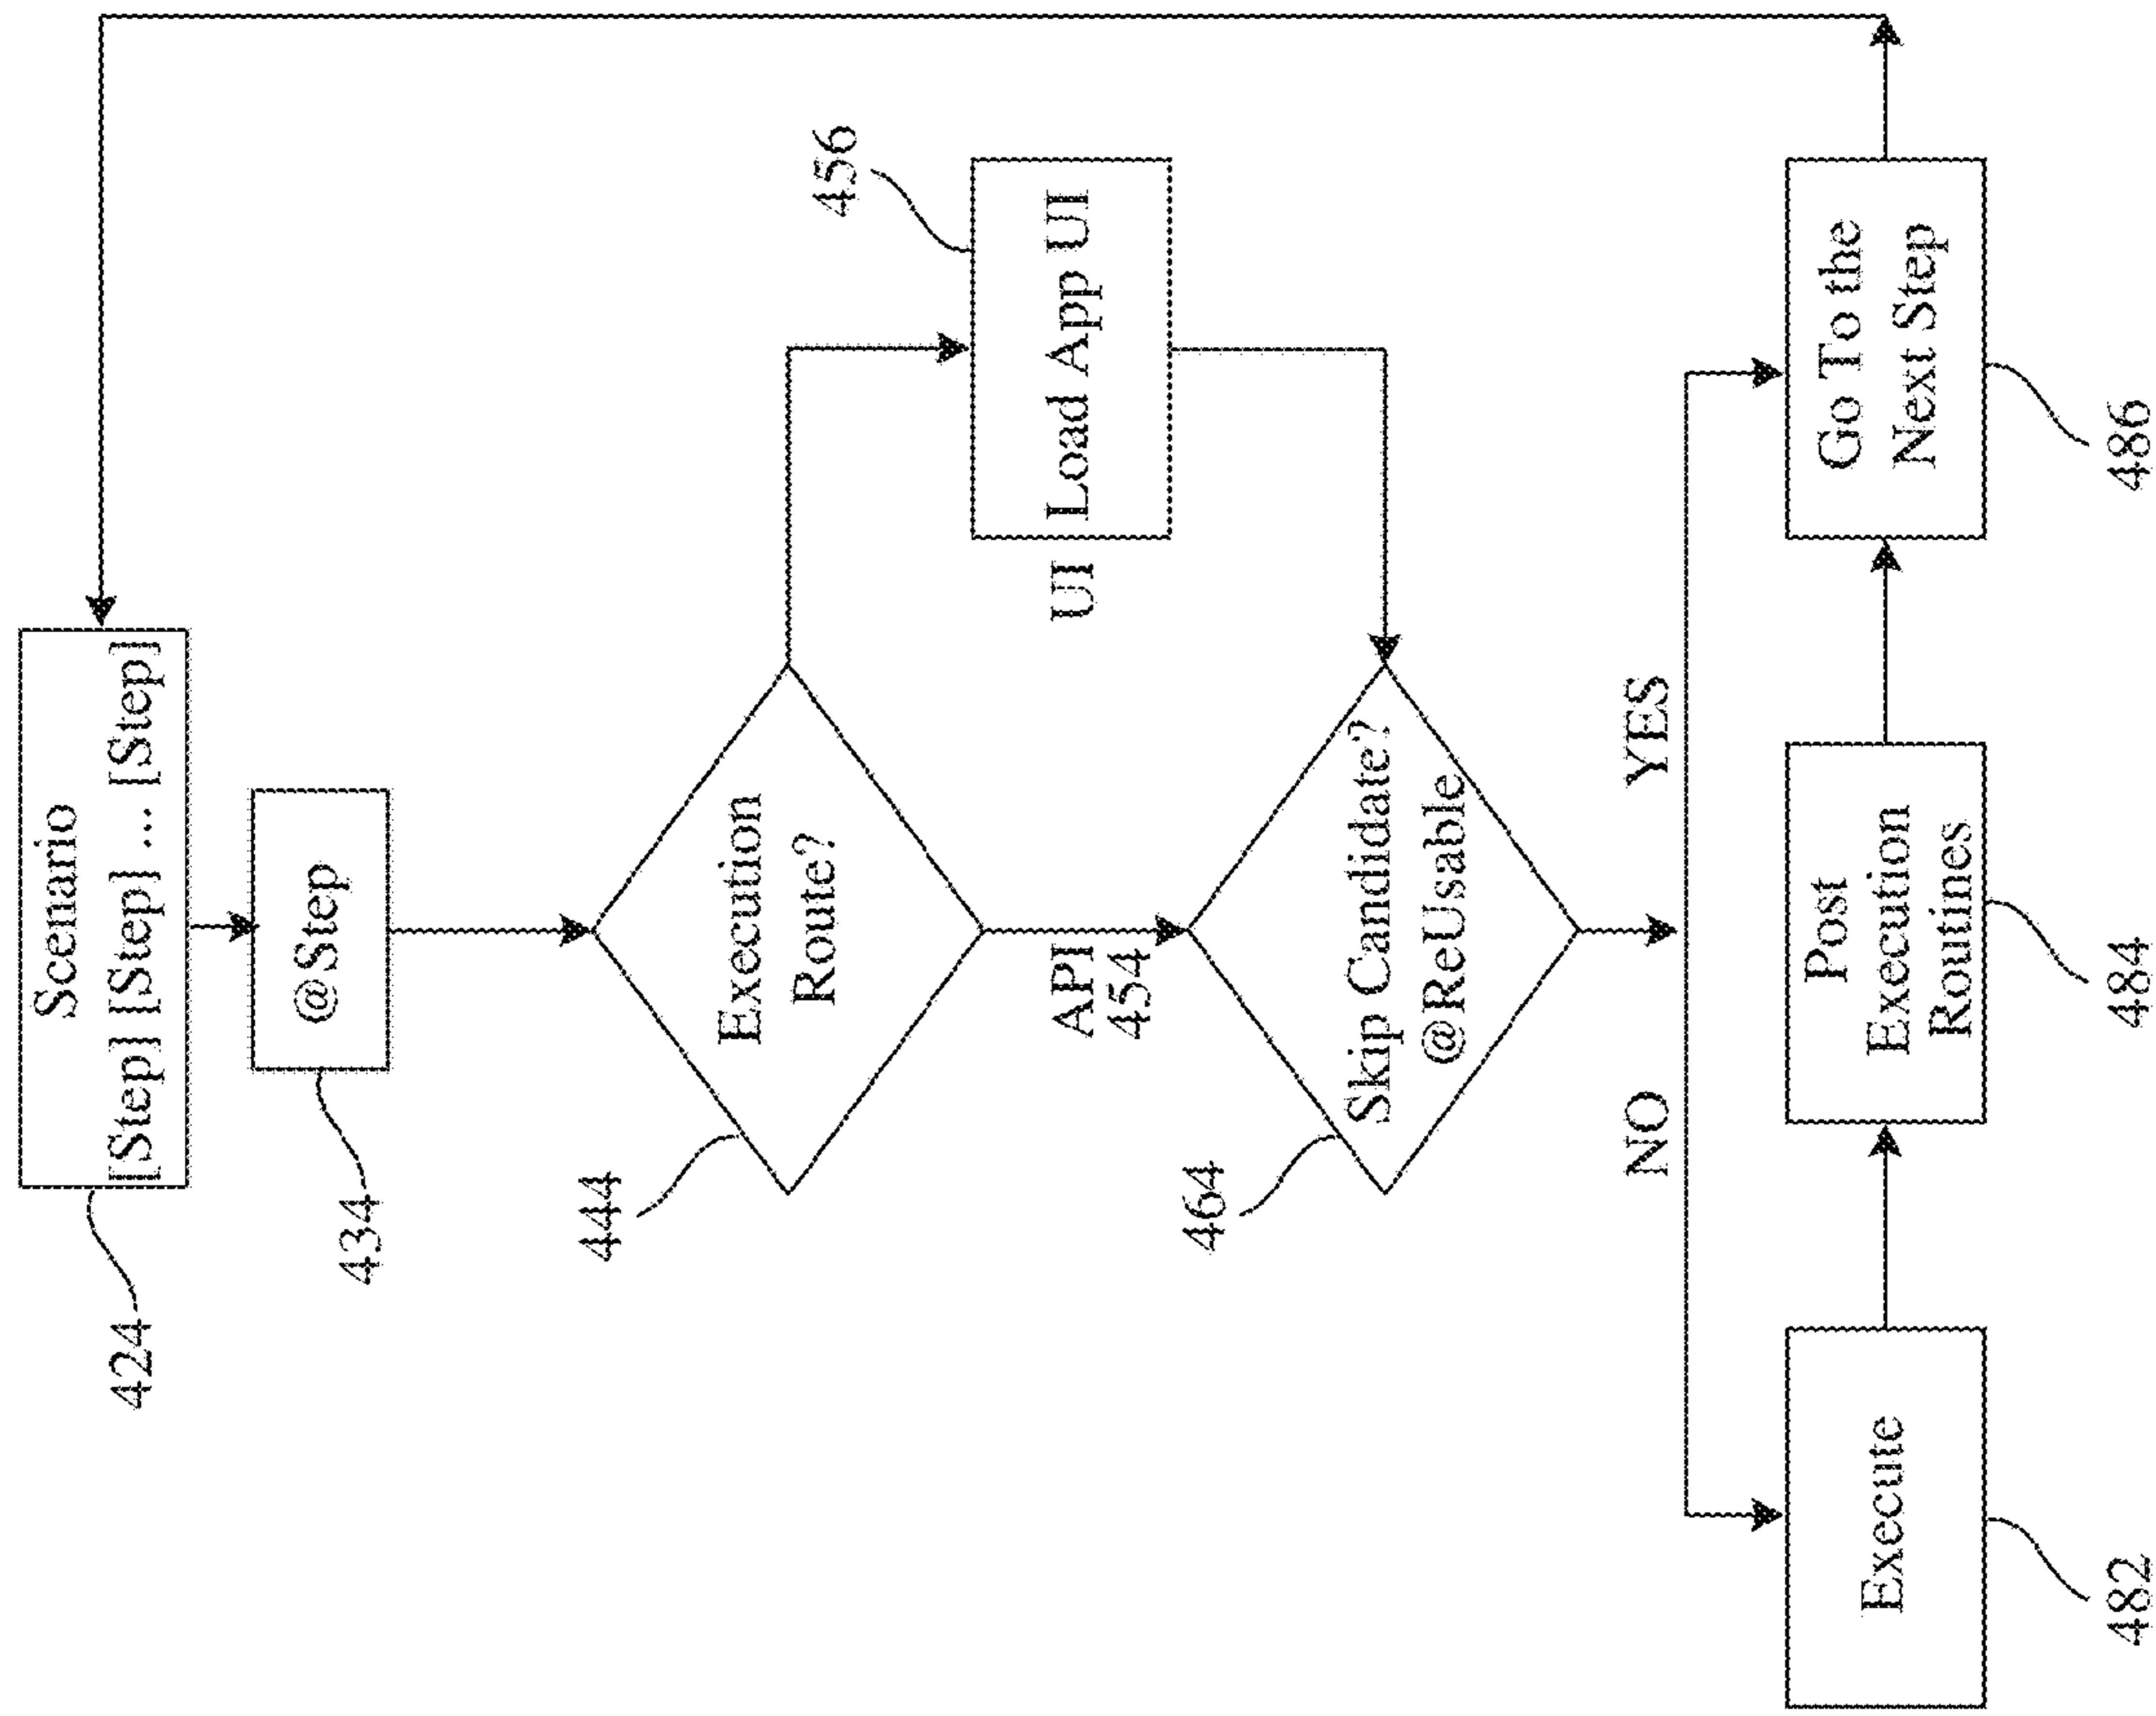 Scenario
[Step] [Step] ... [Step]
424
@Step
434
Execution
Route?
444
UI
Load App UI
456
API
454
Skip Candidate?
@ReUsable
464
NO
YES
Execute
482
Post
Execution
Routines
484
Go To the
Next Step
486